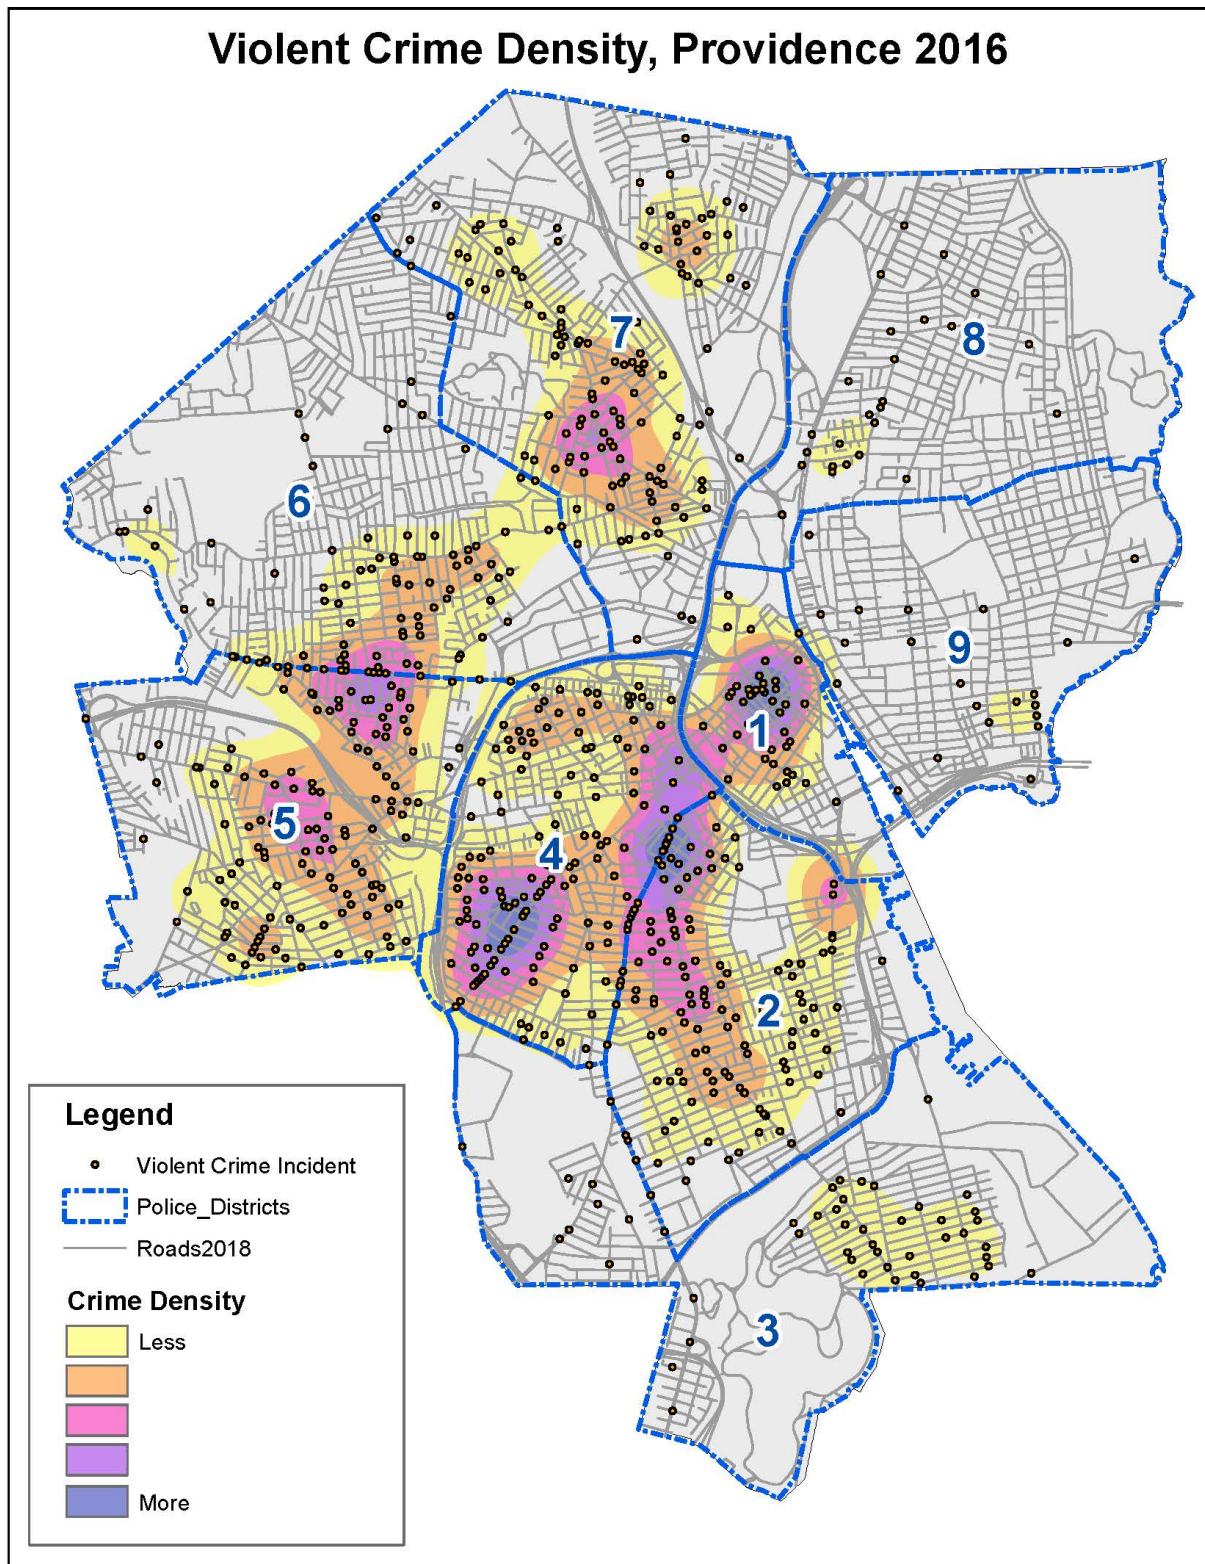 Violent Crime Density, Providence 2016
7
8
6
9
1
5
4
2
3
Legend
Violent Crime Incident
Police_Districts
Roads2018
Crime Density
Less
More